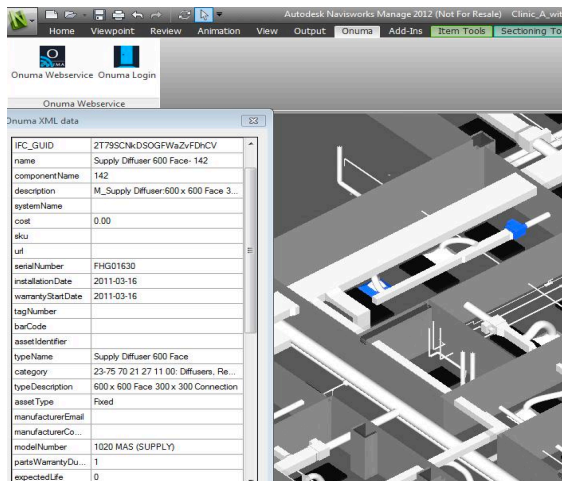 Autodesk Navisworks Manage 2012 (Not For Resale) Clinic_A_wit
Home Viewpoint Review Animation View Output Onuma Add-Ins Item Tools Sectioning To
Onuma Webservice Onuma Login
Onuma Webservice
Onuma XML data
IFC_GUID 2T79SCNkDSOGFWaZvFDhCV
name Supply Diffuser 600 Face- 142
componentName 142
description M_Supply Diffuser:600 x 600 Face 3...
systemName
cost 0.00
sku
url
serialNumber FHG01630
installationDate 2011-03-16
warrantyStartDate 2011-03-16
tagNumber
barCode
assetIdentifier
typeName Supply Diffuser 600 Face
category 23-75 70 21 27 11 00: Diffusers, Re...
typeDescription 600 x 600 Face 300 x 300 Connection
assetType Fixed
manufacturerEmail
manufacturerCo...
modelNumber 1020 MAS (SUPPLY)
partsWarrantyDu... 1
expectedLife 0